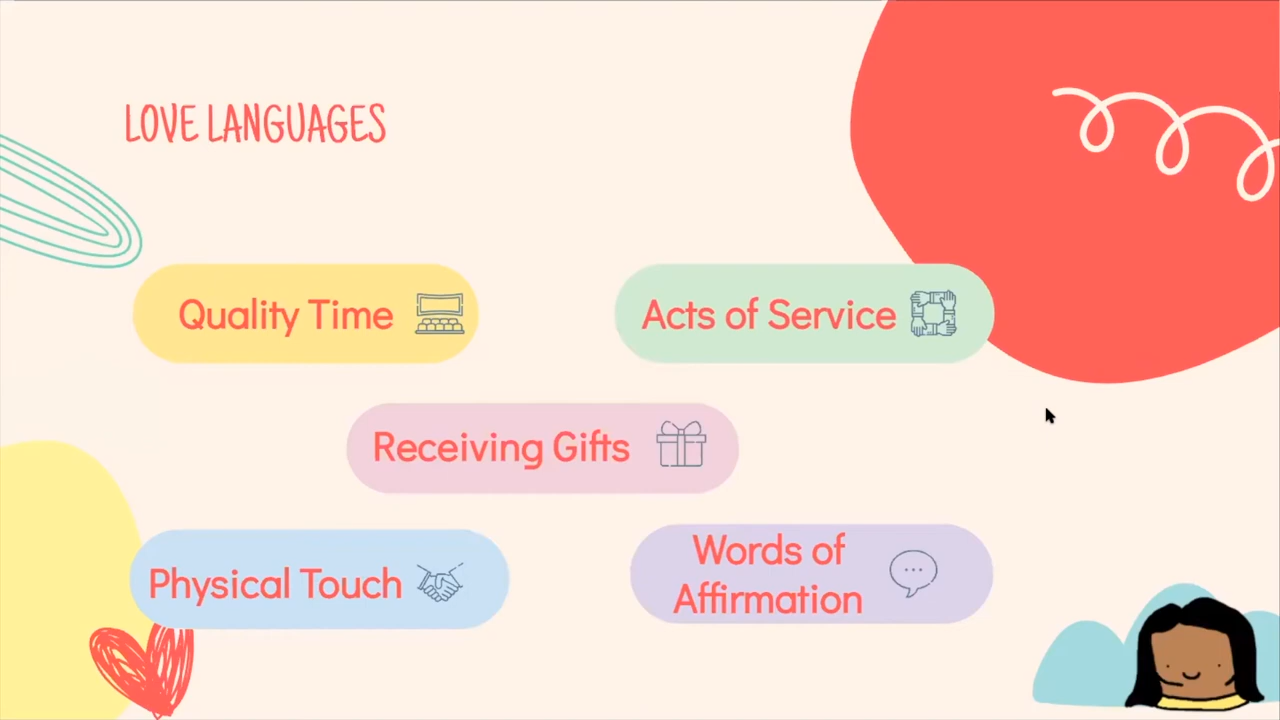 LOVE LANGUAGES
Quality Time
Acts of Service
Receiving Gifts
Physical Touch
Words of
Affirmation